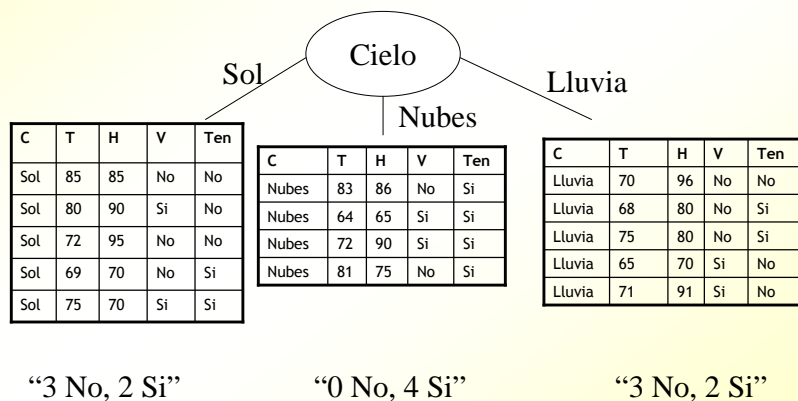 Cielo
Sol
Nubes
Lluvia
C T H V Ten
Sol 85 85 No No
Sol 80 90 Si No
Sol 72 95 No No
Sol 69 70 No Si
Sol 75 70 Si Si
C T H V Ten
Nubes 83 86 No Si
Nubes 64 65 Si Si
Nubes 72 90 Si Si
Nubes 81 75 No Si
C T H V Ten
Lluvia 70 96 No No
Lluvia 68 80 No Si
Lluvia 75 80 No Si
Lluvia 65 70 Si No
Lluvia 71 91 Si No
“3 No, 2 Si”
“0 No, 4 Si”
“3 No, 2 Si”